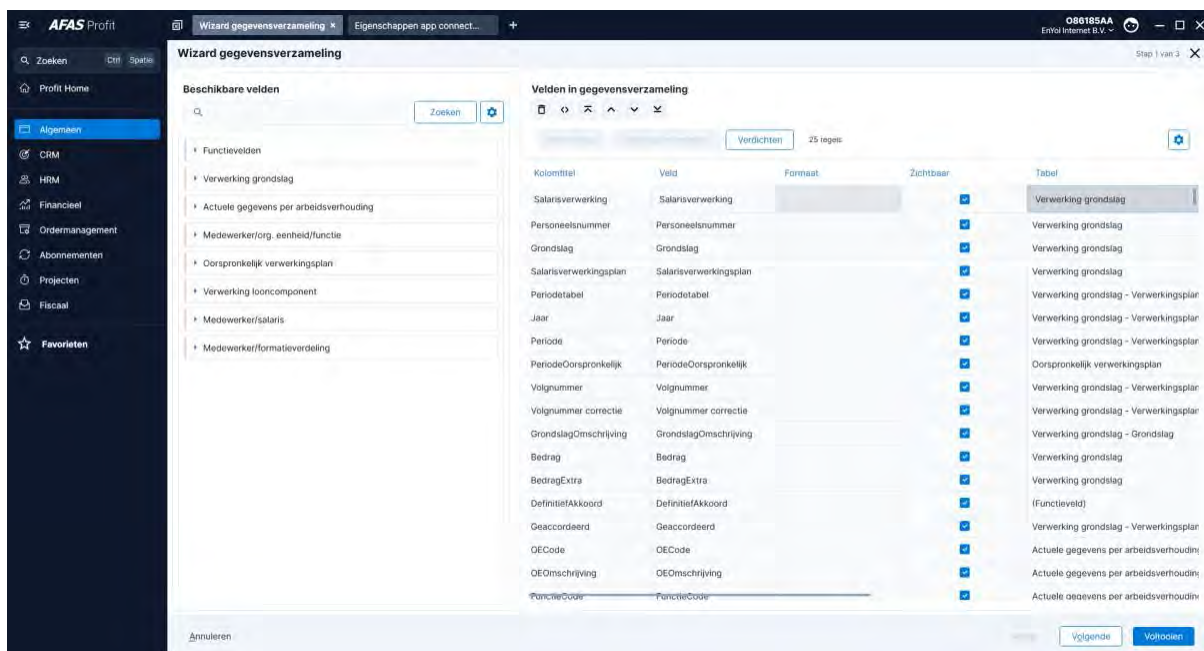 AFAS Profit
Wizard gegevensverzameling ×
Eigenschappen app connect...
+
O86185AA
EnYoi Internet B.V.
Zoeken Ctrl Spatie
Profit Home
Algemeen
CRM
HRM
Financieel
Ordermanagement
Abonnementen
Projecten
Fiscaal
Favorieten
Wizard gegevensverzameling
Stap 1 van 3
Beschikbare velden
Zoeken
Functievelden
Verwerking grondslag
Actuele gegevens per arbeidsverhouding
Medewerker/org. eenheid/functie
Oorspronkelijk verwerkingsplan
Verwerking looncomponent
Medewerker/salaris
Medewerker/formatieverdeling
Velden in gegevensverzameling
Verdichten 25 regels
Kolomtitel Veld Formaat Zichtbaar Tabel
Salarisverwerking Salarisverwerking Verwerking grondslag
Personeelsnummer Personeelsnummer Verwerking grondslag
Grondslag Grondslag Verwerking grondslag
Salarisverwerkingsplan Salarisverwerkingsplan Verwerking grondslag
Periodetabel Periodetabel Verwerking grondslag - Verwerkingsplan
Jaar Jaar Verwerking grondslag - Verwerkingsplan
Periode Periode Verwerking grondslag - Verwerkingsplan
PeriodeOorspronkelijk PeriodeOorspronkelijk Oorspronkelijk verwerkingsplan
Volgnummer Volgnummer Verwerking grondslag - Verwerkingsplan
Volgnummer correctie Volgnummer correctie Verwerking grondslag - Verwerkingsplan
GrondslagOmschrijving GrondslagOmschrijving Verwerking grondslag - Grondslag
Bedrag Bedrag Verwerking grondslag
BedragExtra BedragExtra Verwerking grondslag
DefinitiefAkkoord DefinitiefAkkoord (Functieveld)
Geaccordeerd Geaccordeerd Verwerking grondslag - Verwerkingsplan
OECode OECode Actuele gegevens per arbeidsverhouding
OEOmschrijving OEOmschrijving Actuele gegevens per arbeidsverhouding
FunctieCode FunctieCode Actuele gegevens per arbeidsverhouding
Annuleren
Volgende
Voltooien